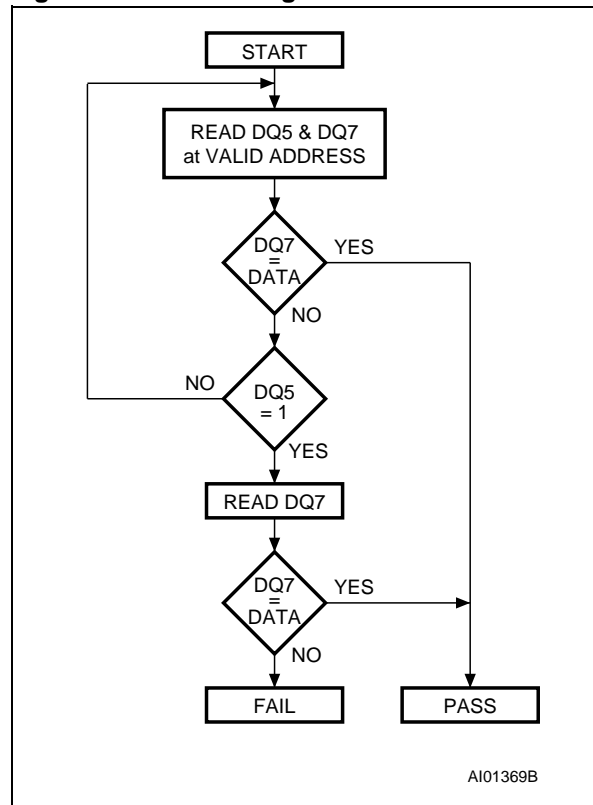 START
READ DQ5 & DQ7
at VALID ADDRESS
DQ7
=
DATA
YES
NO
NO
DQ5
= 1
YES
READ DQ7
DQ7
=
DATA
YES
NO
FAIL
PASS
AI01369B